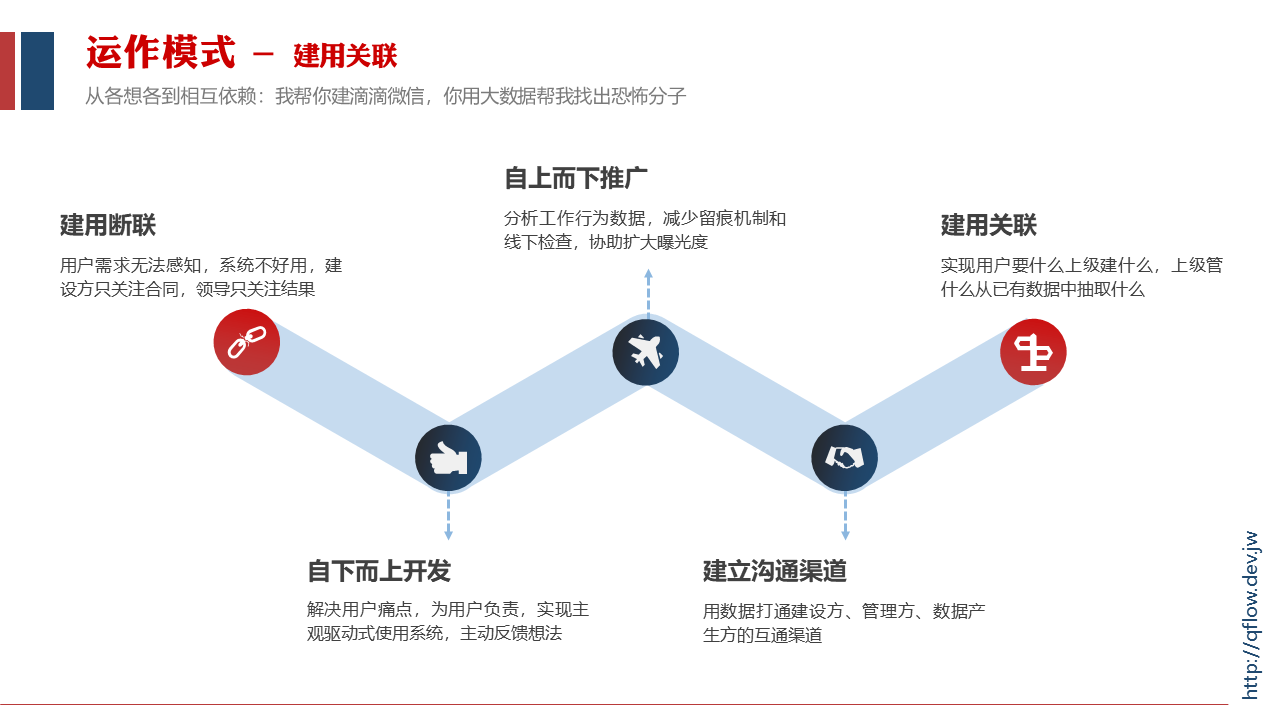 运作模式 － 建用关联
从各想各到相互依赖：我帮你建滴滴微信，你用大数据帮我找出恐怖分子
建用断联
用户需求无法感知，系统不好用，建
设方只关注合同，领导只关注结果
自下而上开发
解决用户痛点，为用户负责，实现主
观驱动式使用系统，主动反馈想法
自上而下推广
分析工作行为数据，减少留痕机制和
线下检查，协助扩大曝光度
建立沟通渠道
用数据打通建设方、管理方、数据产
生方的互通渠道
建用关联
实现用户要什么上级建什么，上级管
什么从已有数据中抽取什么
http://qflow.dev.jw